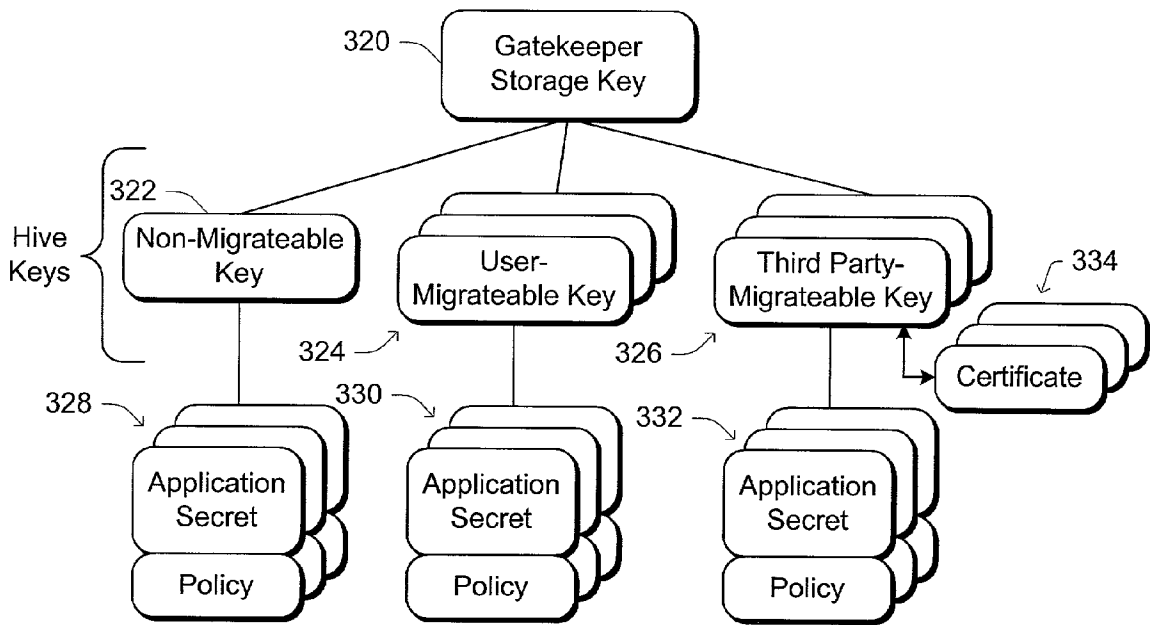 320
Gatekeeper
Storage Key
Hive
Keys
322
Non-Migrateable
Key
324
User-
Migrateable Key
326
Third Party-
Migrateable Key
334
Certificate
328
Application
Secret
Policy
330
Application
Secret
Policy
332
Application
Secret
Policy